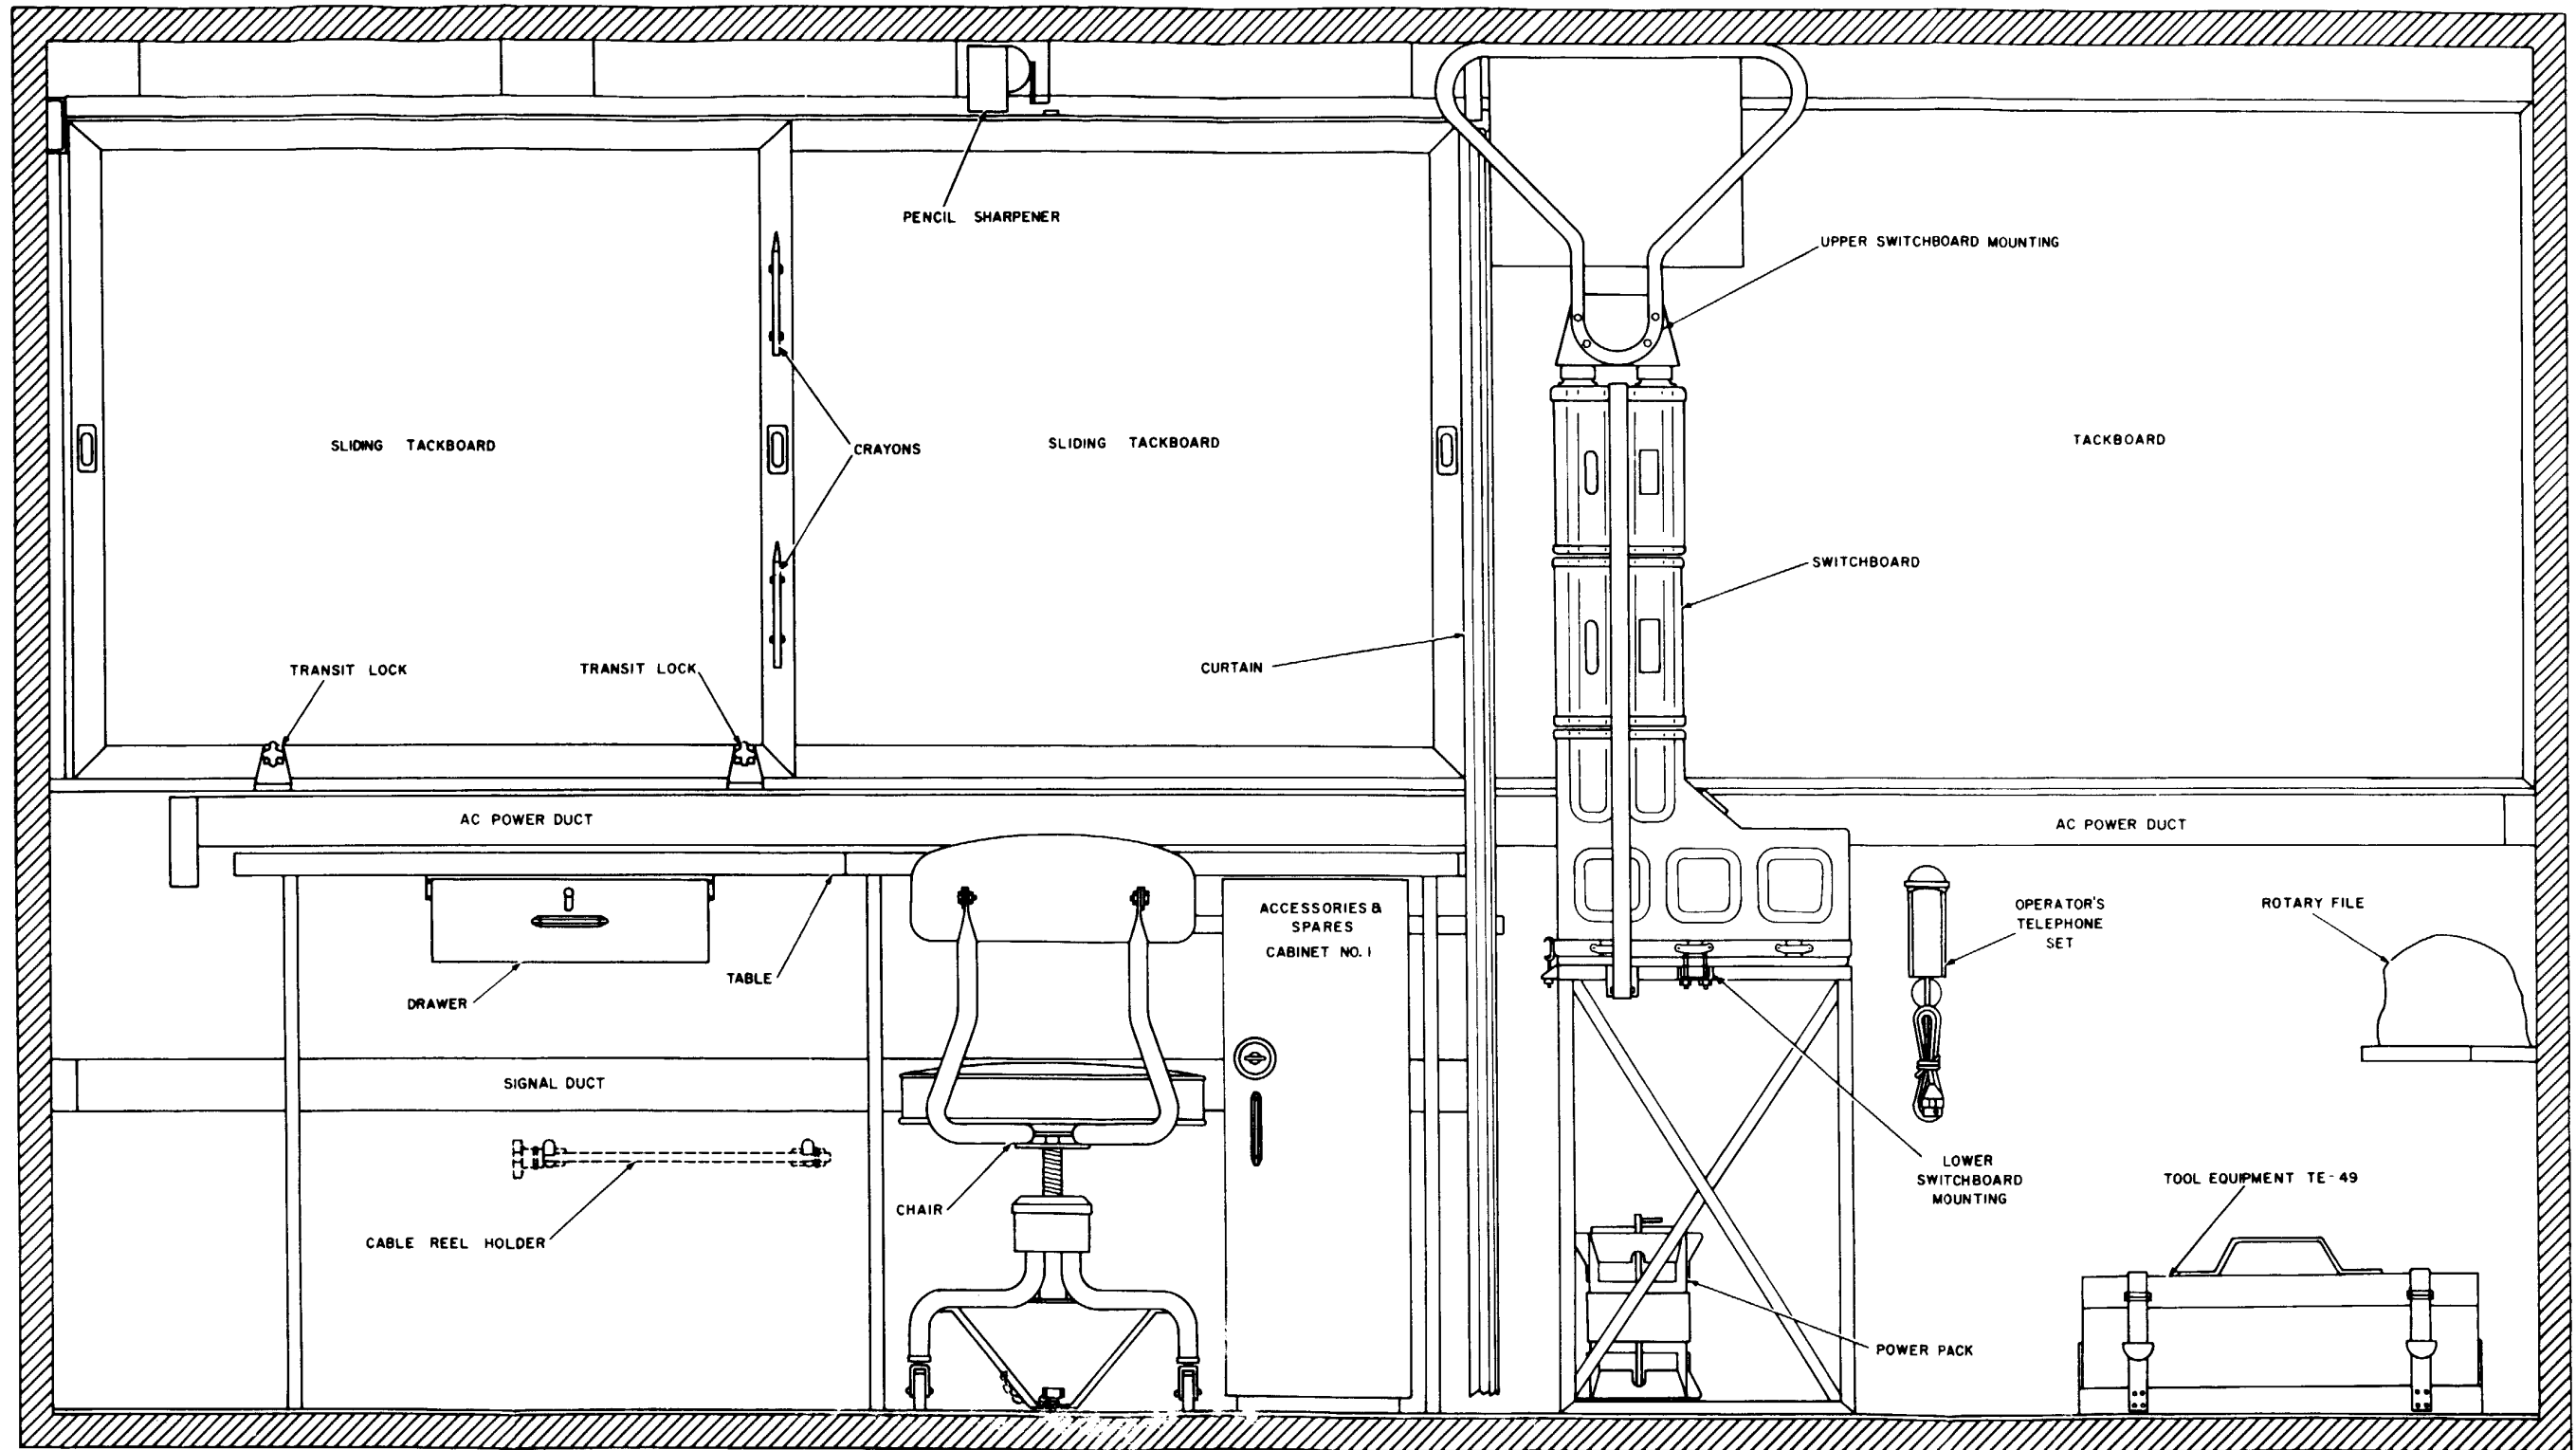 PENCIL SHARPENER
UPPER SWITCHBOARD MOUNTING
SLIDING TACKBOARD
CRAYONS
SLIDING TACKBOARD
TACKBOARD
SWITCHBOARD
TRANSIT LOCK
TRANSIT LOCK
CURTAIN
AC POWER DUCT
AC POWER DUCT
ACCESSORIES &
SPARES
CABINET NO. 1
OPERATOR'S
TELEPHONE
SET
ROTARY FILE
TABLE
DRAWER
SIGNAL DUCT
LOWER
SWITCHBOARD
MOUNTING
TOOL EQUIPMENT TE-49
CHAIR
CABLE REEL HOLDER
POWER PACK